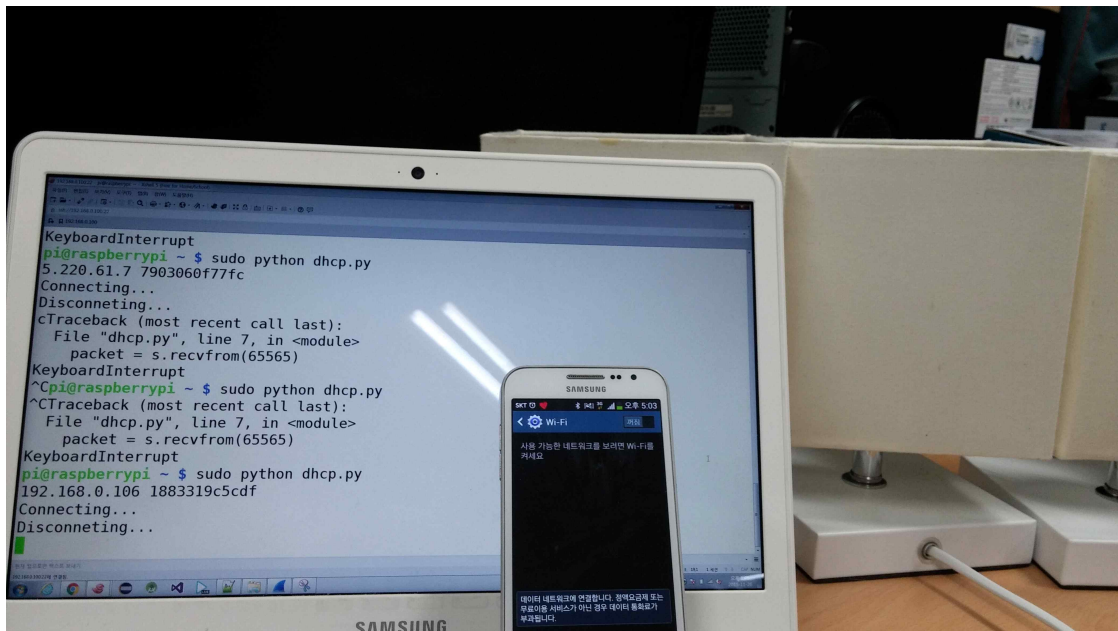 KeyboardInterrupt
pi@raspberrypi ~ $ sudo python dhcp.py
5.220.61.7 7903060f77fc
Connecting...
Disconneting...
cTraceback (most recent call last):
File "dhcp.py", line 7, in <module>
packet = s.recvfrom(65565)
KeyboardInterrupt
^Cpi@raspberrypi ~ $ sudo python dhcp.py
^CTraceback (most recent call last):
File "dhcp.py", line 7, in <module>
packet = s.recvfrom(65565)
KeyboardInterrupt
pi@raspberrypi ~ $ sudo python dhcp.py
192.168.0.106 1883319c5cdf
Connecting...
Disconneting...
SAMSUNG
SAMSUNG
SKT 오후 5:03
Wi-Fi
사용 가능한 네트워크를 보려면 Wi-Fi를
켜세요
데이터 네트워크에 연결합니다. 정액요금제 또는
무료이용 서비스가 아닌 경우 데이터 통화료가
부과됩니다.